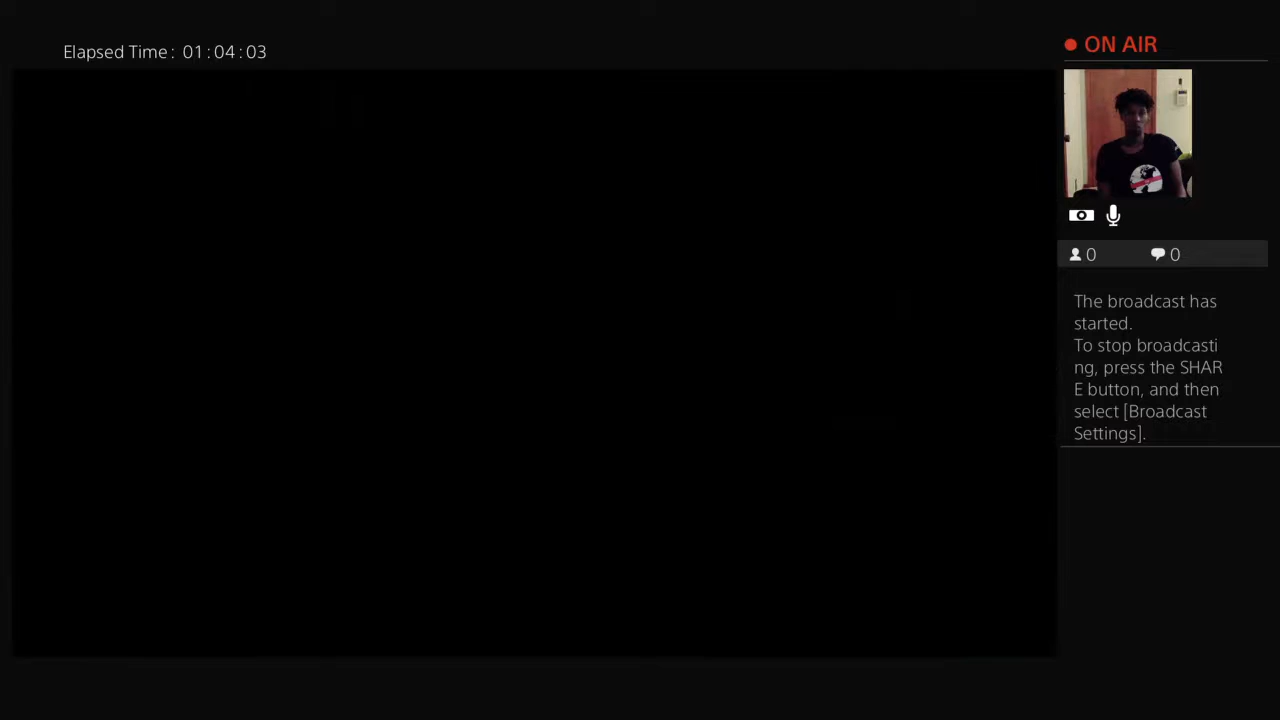 Elapsed Time: 01:04:03
ON AIR
0 0
The broadcast has
started.
To stop broadcasti
ng, press the SHAR
E button, and then
select [Broadcast
Settings].